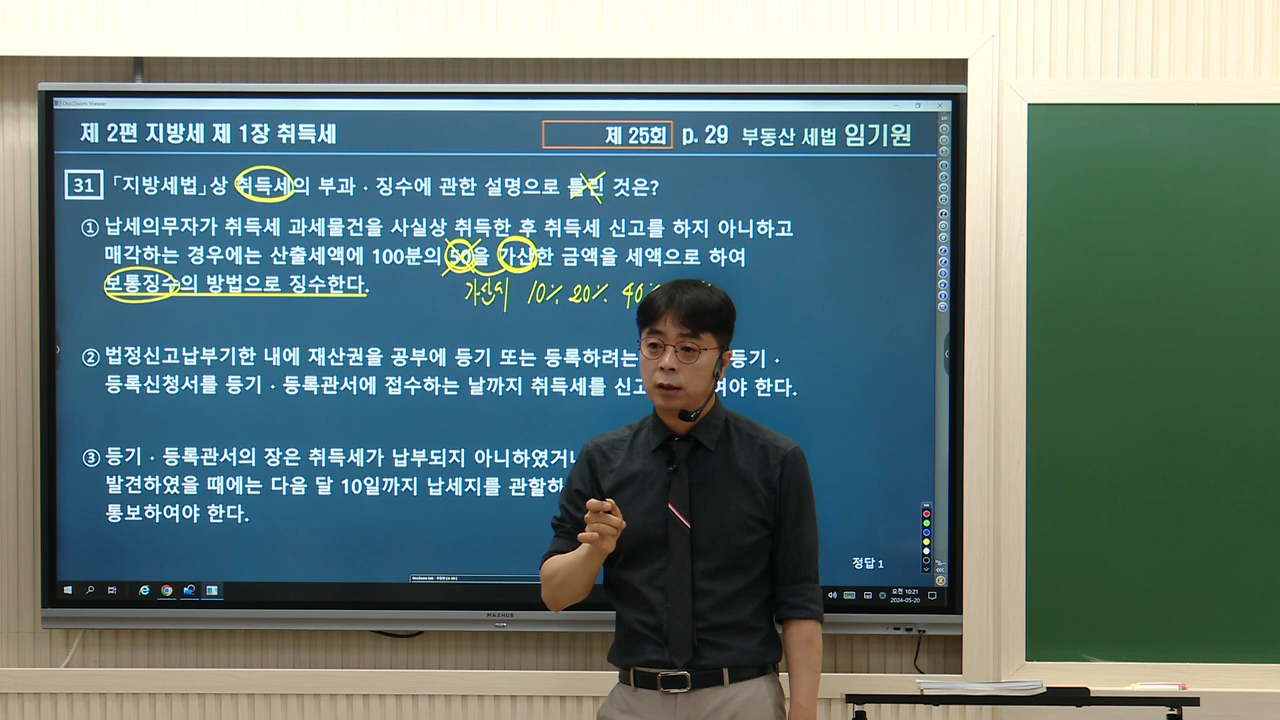 DocZoom Viewer
제 2편 지방세 제 1장 취득세
제 25회 p. 29 부동산 세법 임기원
31 「지방세법」상 취득세의 부과 · 징수에 관한 설명으로 틀린 것은?
① 납세의무자가 취득세 과세물건을 사실상 취득한 후 취득세 신고를 하지 아니하고
매각하는 경우에는 산출세액에 100분의 50을 가산한 금액을 세액으로 하여
보통징수의 방법으로 징수한다.
가산세 10% 20% 40
② 법정신고납부기한 내에 재산권을 공부에 등기 또는 등록하려는 등기 ·
등록신청서를 등기 · 등록관서에 접수하는 날까지 취득세를 신고 여야 한다.
③ 등기 · 등록관서의 장은 취득세가 납부되지 아니하였거나
발견하였을 때에는 다음 달 10일까지 납세지를 관할하
통보하여야 한다.
정답 1
오전 10:21
2024-05-20
MAXHUB